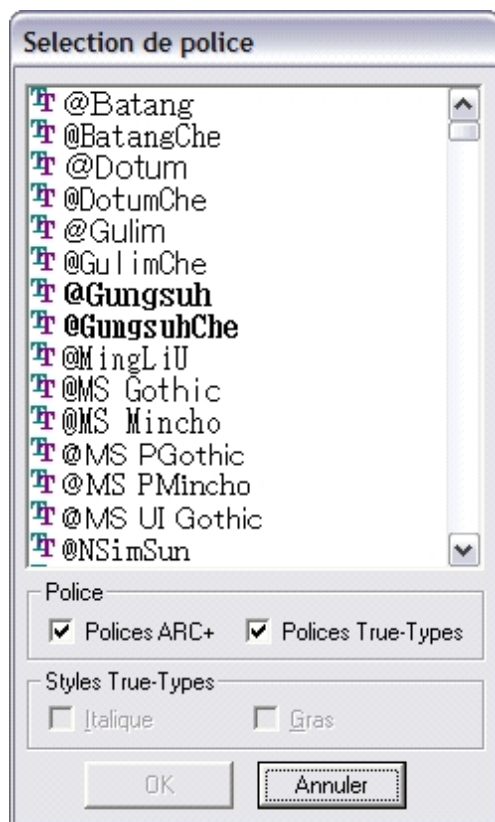 Selection de police
@Batang
@BatangChe
@Dotum
@DotumChe
@Gulim
@GulimChe
@Gungsuh
@GungsuhChe
@MingLiU
@MS Gothic
@MS Mincho
@MS PGothic
@MS PMincho
@MS UI Gothic
@NSimSun
Police
Polices ARC+ Polices True-Types
Styles True-Types
Italique Gras
OK Annuler